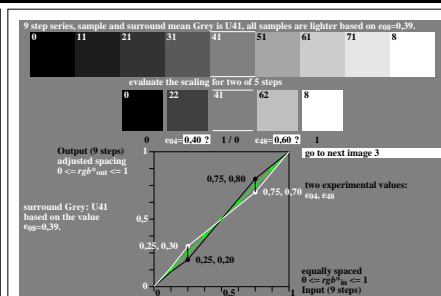 9 step series, sample and surround mean Grey is U41, all samples are lighter based on e08=0,39.
0 11 21 31 41 51 61 71 8
evaluate the scaling for two of 5 steps
0 22 41 62 8
0 e04=0,40 ? 1 / 0 e48=0,60 ? 1
Output (9 steps)
adjusted spacing
0 <= rgb*out <= 1
go to next image 3
1
0,75, 0,80
0,75, 0,70
two experimental values:
e04, e48
surround Grey: U41
based on the value
e08=0,39.
0,5
0,25, 0,30
0,25, 0,20
equally spaced
0 <= rgb*in <= 1
Input (9 steps)
0
0 0,5 1